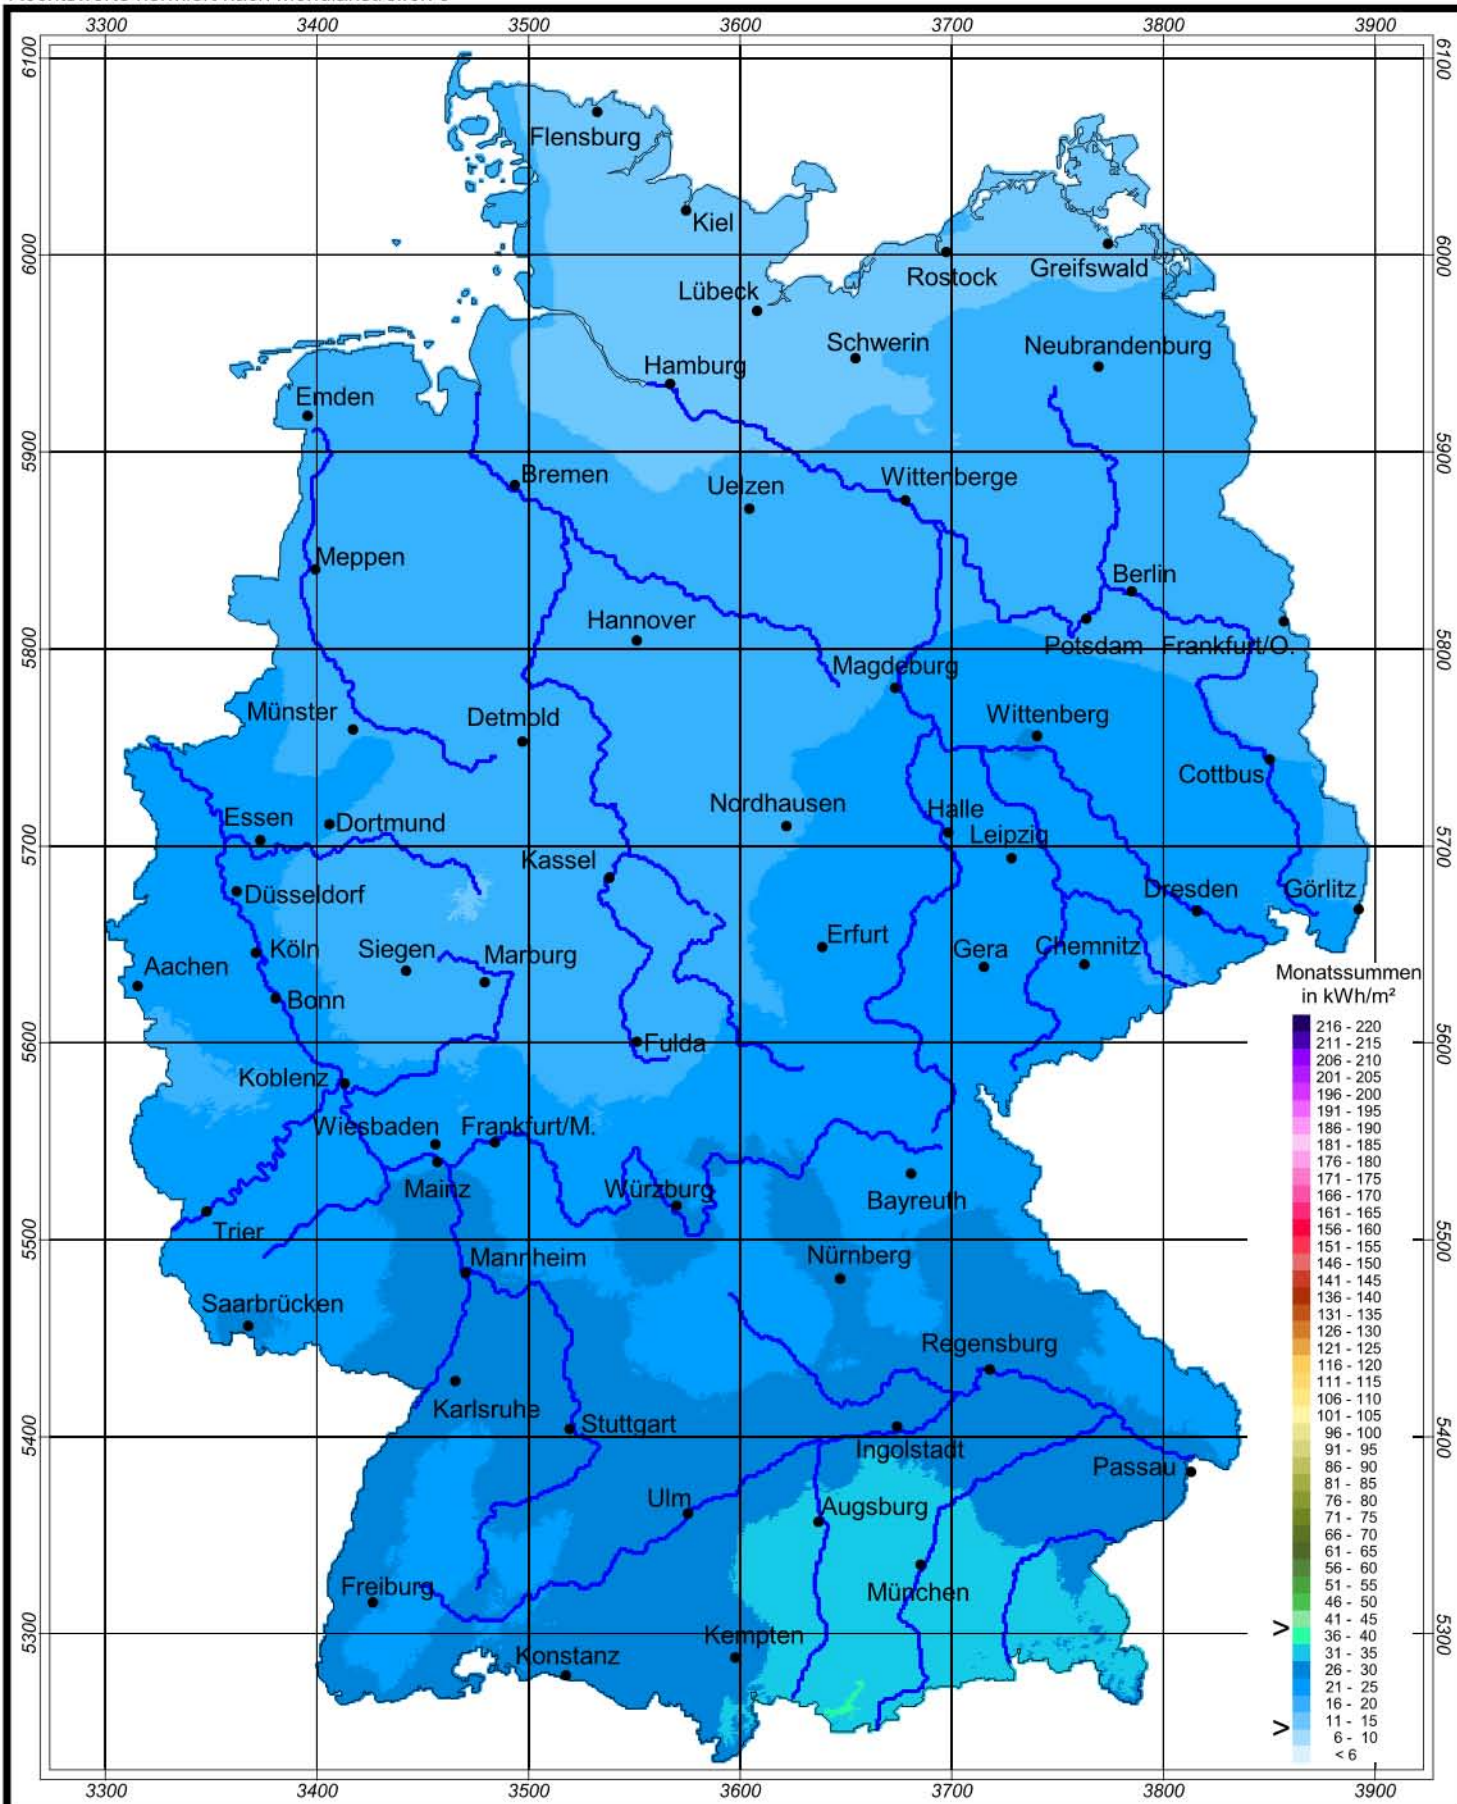 3300 3400 3500 3600 3700 3800 3900
6100 6100
Flensburg
Kiel
6000 6000
Rostock Greifswald
Lübeck
Schwerin Neubrandenburg
Hamburg
Emden
5900 5900
Bremen Uelzen Wittenberge
Meppen
Berlin
Hannover
Potsdam Frankfurt/O.
5800 5800
Magdeburg
Münster Detmold Wittenberg
Cottbus
Nordhausen Halle
Essen Dortmund Leipzig
5700 5700
Kassel
Düsseldorf Dresden Görlitz
Erfurt
Köln Siegen Marburg Gera Chemnitz
Aachen
Bonn
Monatssummen
in kWh/m²
5600 5600
Fulda
Koblenz
Wiesbaden Frankfurt/M.
Mainz Würzburg
Bayreuth
Trier
5500 5500
Mannheim Nürnberg
Saarbrücken
Regensburg
Karlsruhe
Stuttgart
5400 5400
Ingolstadt
Passau
Ulm Augsburg
Freiburg München
5300 5300
Kempten
Konstanz
216 - 220
211 - 215
206 - 210
201 - 205
196 - 200
191 - 195
186 - 190
181 - 185
176 - 180
171 - 175
166 - 170
161 - 165
156 - 160
151 - 155
146 - 150
141 - 145
136 - 140
131 - 135
126 - 130
121 - 125
116 - 120
111 - 115
106 - 110
101 - 105
96 - 100
91 - 95
86 - 90
81 - 85
76 - 80
71 - 75
66 - 70
61 - 65
56 - 60
51 - 55
46 - 50
41 - 45
>
36 - 40
31 - 35
26 - 30
21 - 25
16 - 20
11 - 15
>
6 - 10
< 6
3300 3400 3500 3600 3700 3800 3900